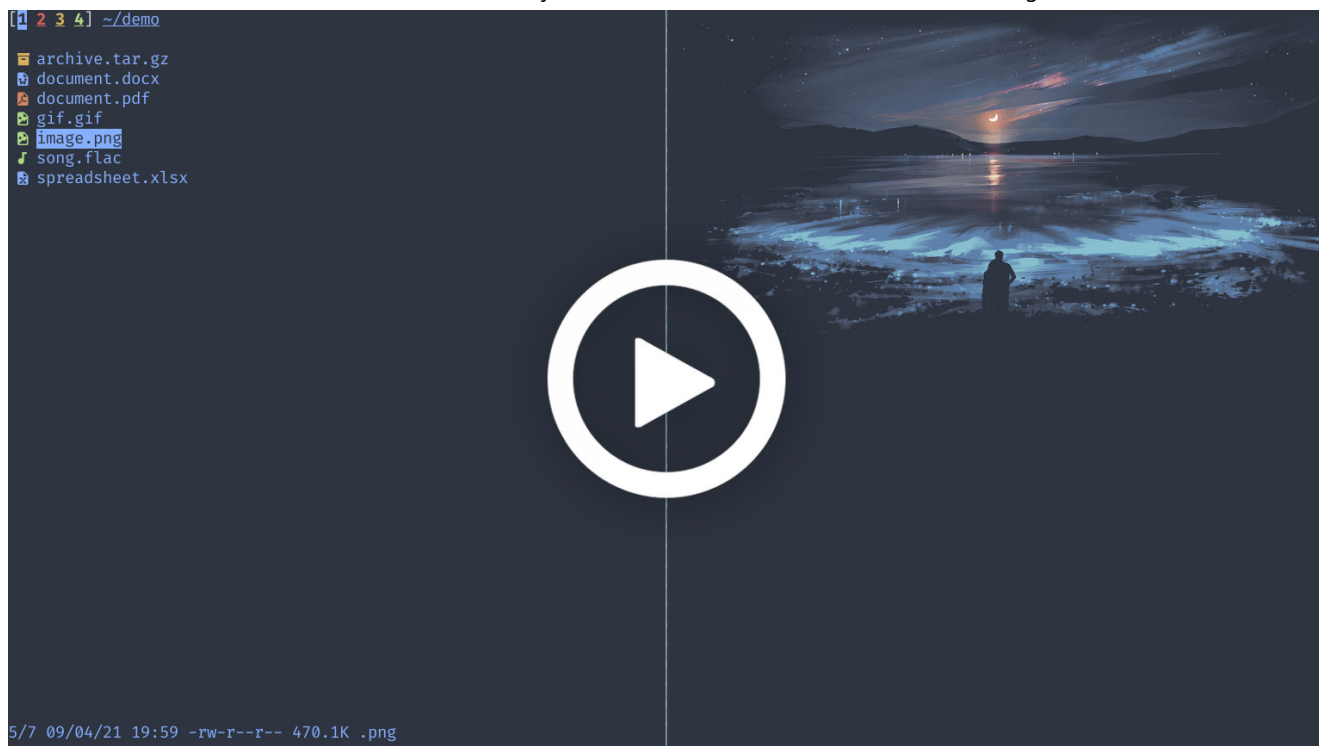 [1 2 3 4] ~/demo
archive.tar.gz
document.docx
document.pdf
gif.gif
image.png
song.flac
spreadsheet.xlsx
5/7 09/04/21 19:59 -rw-r--r-- 470.1K .png